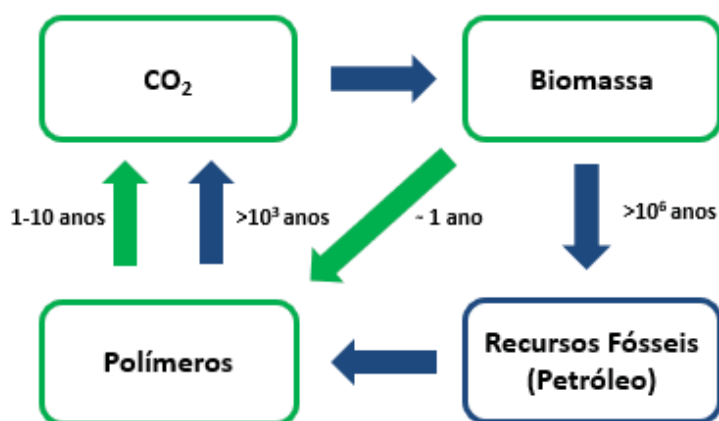 CO₂
Biomassa
1-10 anos
>10³ anos
~ 1 ano
>10⁶ anos
Polímeros
Recursos Fósseis
(Petróleo)